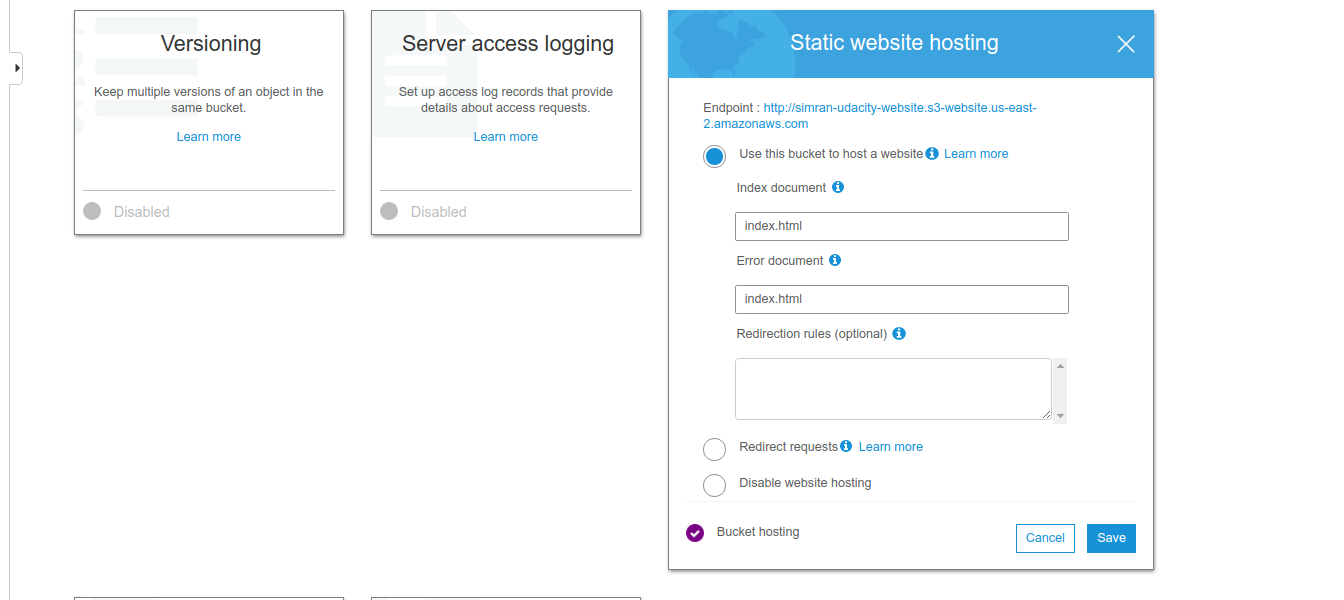 Versioning
Keep multiple versions of an object in the
same bucket.
Learn more
Disabled
Server access logging
Set up access log records that provide
details about access requests.
Learn more
Disabled
Static website hosting
Endpoint : http://simran-udacity-website.s3-website.us-east-
2.amazonaws.com
Use this bucket to host a website Learn more
Index document
index.html
Error document
index.html
Redirection rules (optional)
Redirect requests Learn more
Disable website hosting
Bucket hosting
Cancel Save